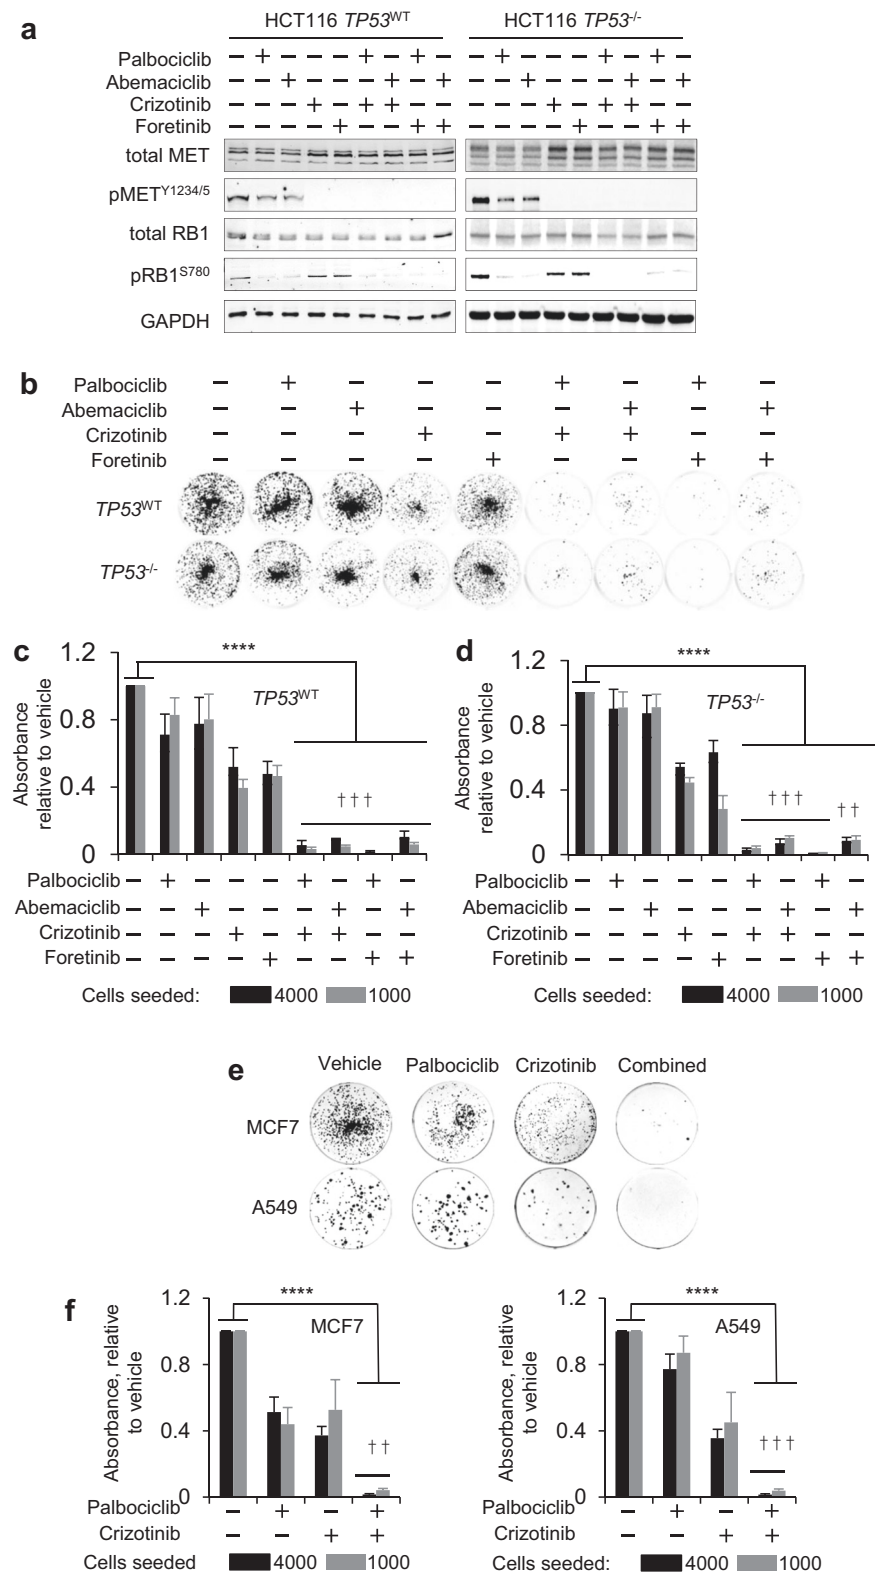 a
HCT116 TP53WT
HCT116 TP53-/-
Palbociclib − + − − − + − + − − + − − − + − + −
Abemaciclib − − + − − − + − + − − + − − − + − +
Crizotinib − − − + − + + − − − − − + − + + − −
Foretinib − − − − + − − + + − − − − + − − + +
total MET
pMETY1234/5
total RB1
pRB1S780
GAPDH
b
Palbociclib − + − − − + − + −
Abemaciclib − − + − − − + − +
Crizotinib − − − + − + + − −
Foretinib − − − − + − − + +
TP53WT
TP53-/-
c
1.2
0.8
0.4
0
Absorbance
relative to vehicle
****
TP53WT
†††
Palbociclib − + − − − + − + −
Abemaciclib − − + − − − + − +
Crizotinib − − − + − + + − −
Foretinib − − − − + − − + +
Cells seeded: 4000 1000
d
1.2
0.8
0.4
0
Absorbance
relative to vehicle
****
TP53-/-
†††
††
Palbociclib − + − − − + − + −
Abemaciclib − − + − − − + − +
Crizotinib − − − + − + + − −
Foretinib − − − − + − − + +
Cells seeded: 4000 1000
e
Vehicle Palbociclib Crizotinib Combined
MCF7
A549
f
1.2
0.8
0.4
0
Absorbance, relative
to vehicle
****
MCF7
††
Palbociclib − + − +
Crizotinib − − + +
Cells seeded 4000 1000
1.2
0.8
0.4
0
Absorbance, relative
to vehicle
****
A549
†††
Palbociclib − + − +
Crizotinib − − + +
Cells seeded: 4000 1000